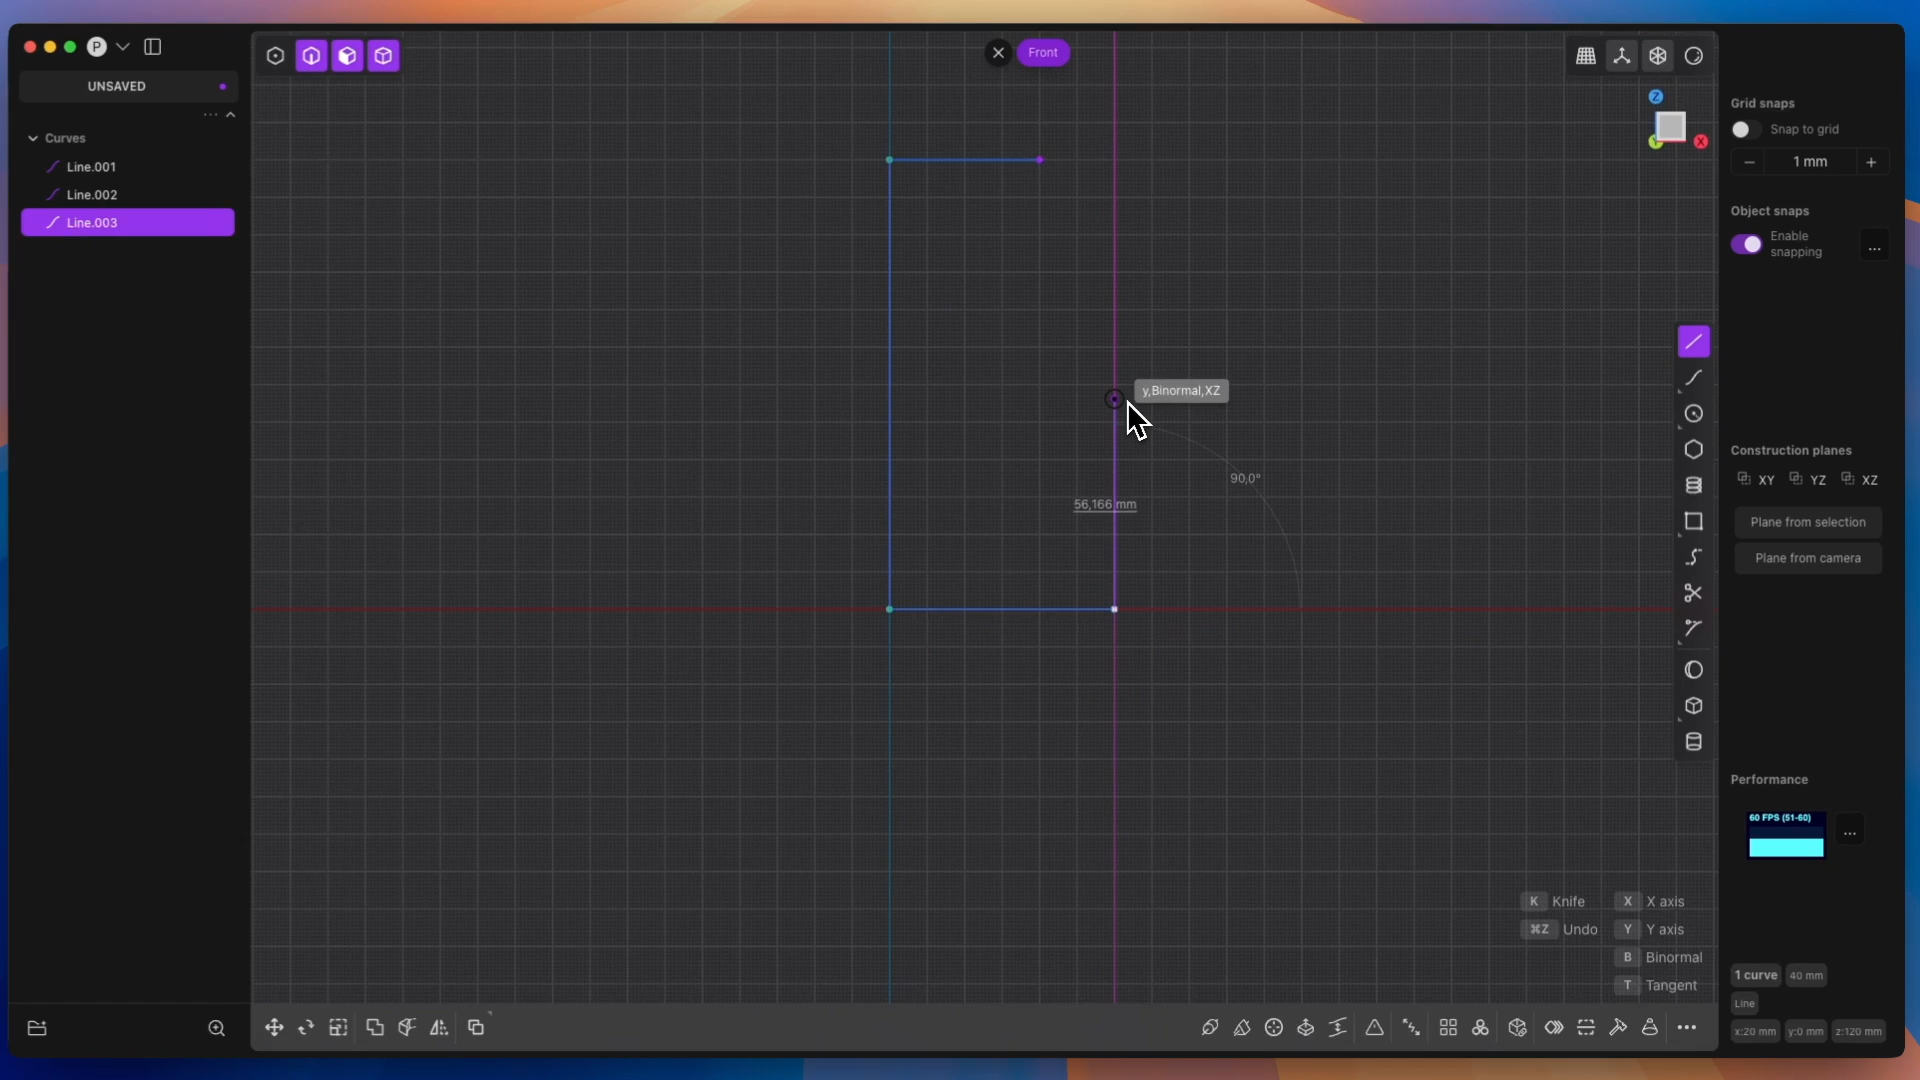 P
UNSAVED
Curves
Line.001
Line.002
Line.003
Front
Z
Y
X
y,Binormal,XZ
90,0°
56,166 mm
K Knife
X X axis
⌘Z Undo
Y Y axis
B Binormal
T Tangent
Grid snaps
Snap to grid
1 mm
Object snaps
Enable
snapping
...
Construction planes
XY YZ XZ
Plane from selection
Plane from camera
Performance
60 FPS (51-60)
...
1 curve 40 mm
Line
x:20 mm y:0 mm z:120 mm